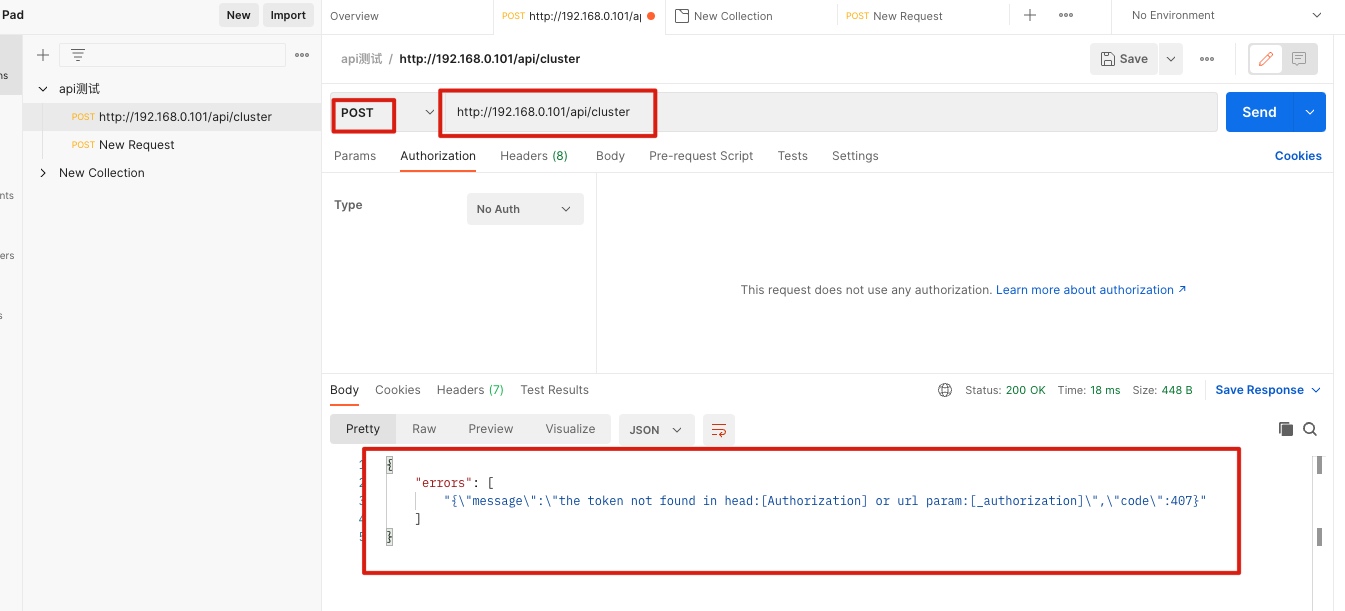 Pad New Import Overview POST http://192.168.0.101/a New Collection POST New Request No Environment
api测试 / http://192.168.0.101/api/cluster Save
ns
api测试
POST http://192.168.0.101/api/cluster
POST New Request
New Collection
nts
ers
s
POST http://192.168.0.101/api/cluster Send
Params Authorization Headers (8) Body Pre-request Script Tests Settings Cookies
Type No Auth
This request does not use any authorization. Learn more about authorization ↗
Body Cookies Headers (7) Test Results Status: 200 OK Time: 18 ms Size: 448 B Save Response
Pretty Raw Preview Visualize JSON
1 {
2 "errors": [
3 "{\"message\":\"the token not found in head:[Authorization] or url param:[_authorization]\",\"code\":407}"
4 ]
5 }